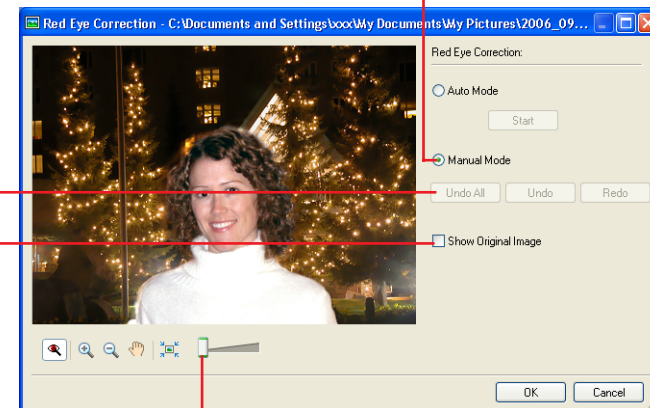 Red Eye Correction - C:\Documents and Settings\xxx\My Documents\My Pictures\2006_09...
Red Eye Correction:
Auto Mode
Start
Manual Mode
Undo All Undo Redo
Show Original Image
OK Cancel